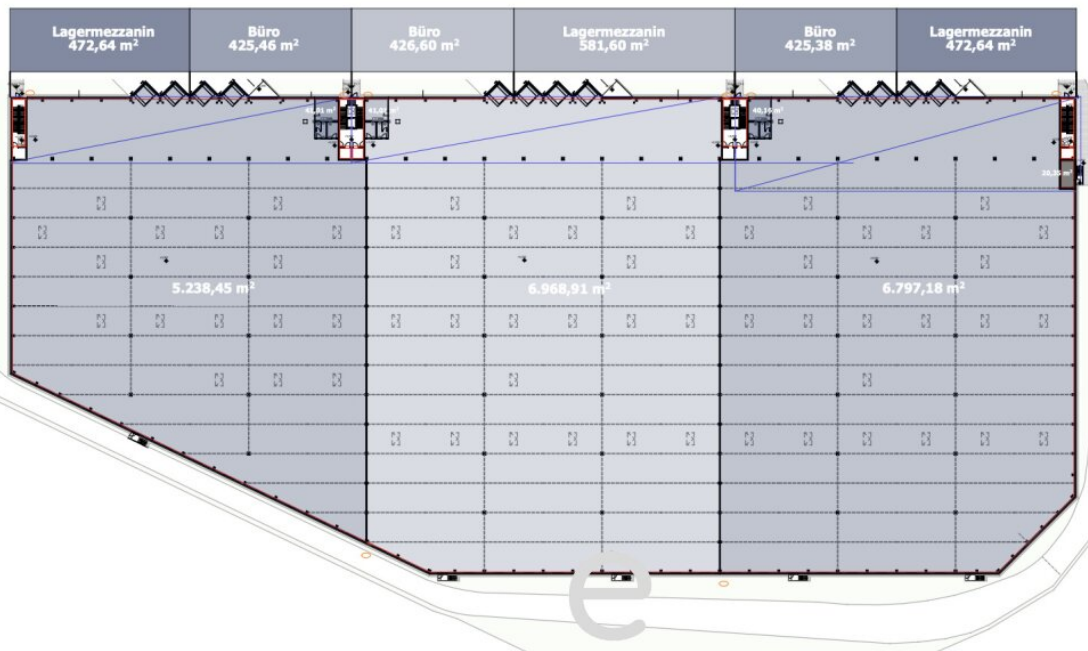 Lagermezzanin
472,64 m²
Büro
425,46 m²
Büro
426,60 m²
Lagermezzanin
581,60 m²
Büro
425,38 m²
Lagermezzanin
472,64 m²
5.238,45 m²
6.968,91 m²
6.797,18 m²
e